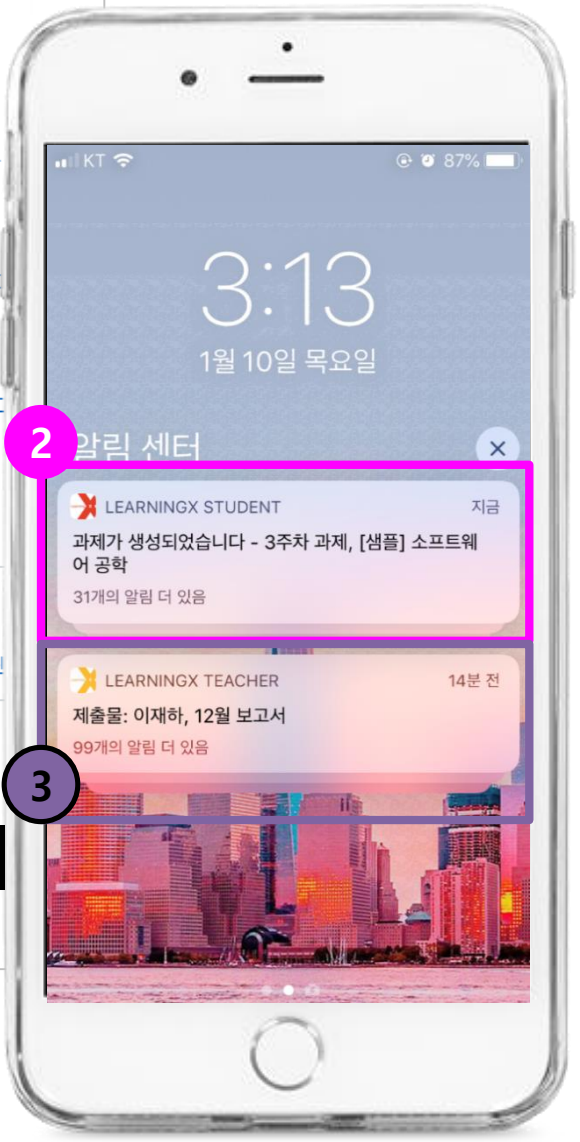 KT
87%
3:13
1월 10일 목요일
2
알림 센터
LEARNINGX STUDENT
지금
과제가 생성되었습니다 - 3주차 과제, [샘플] 소프트웨
어 공학
31개의 알림 더 있음
LEARNINGX TEACHER
14분 전
제출물: 이재하, 12월 보고서
99개의 알림 더 있음
3